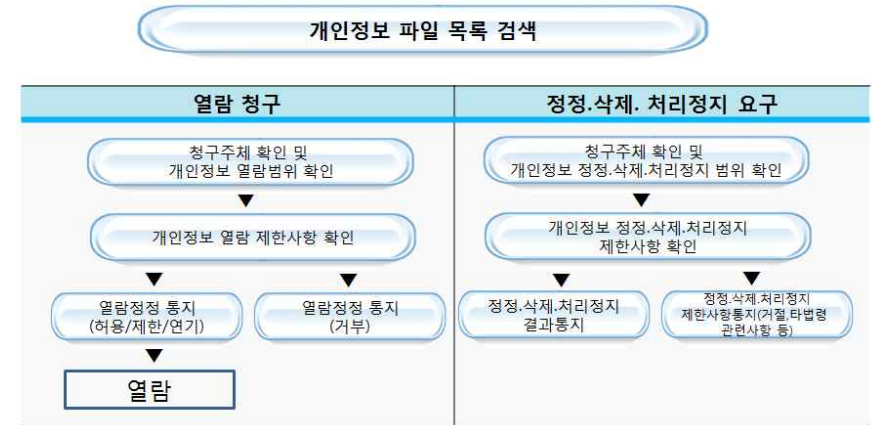 개인정보 파일 목록 검색
열람 청구
정정.삭제. 처리정지 요구
청구주체 확인 및
개인정보 열람범위 확인
개인정보 열람 제한사항 확인
열람정정 통지
(허용/제한/연기)
열람정정 통지
(거부)
열람
청구주체 확인 및
개인정보 정정.삭제.처리정지 범위 확인
개인정보 정정.삭제.처리정지
제한사항 확인
정정.삭제.처리정지
결과통지
정정.삭제.처리정지
제한사항통지(거절,타법령
관련사항 등)